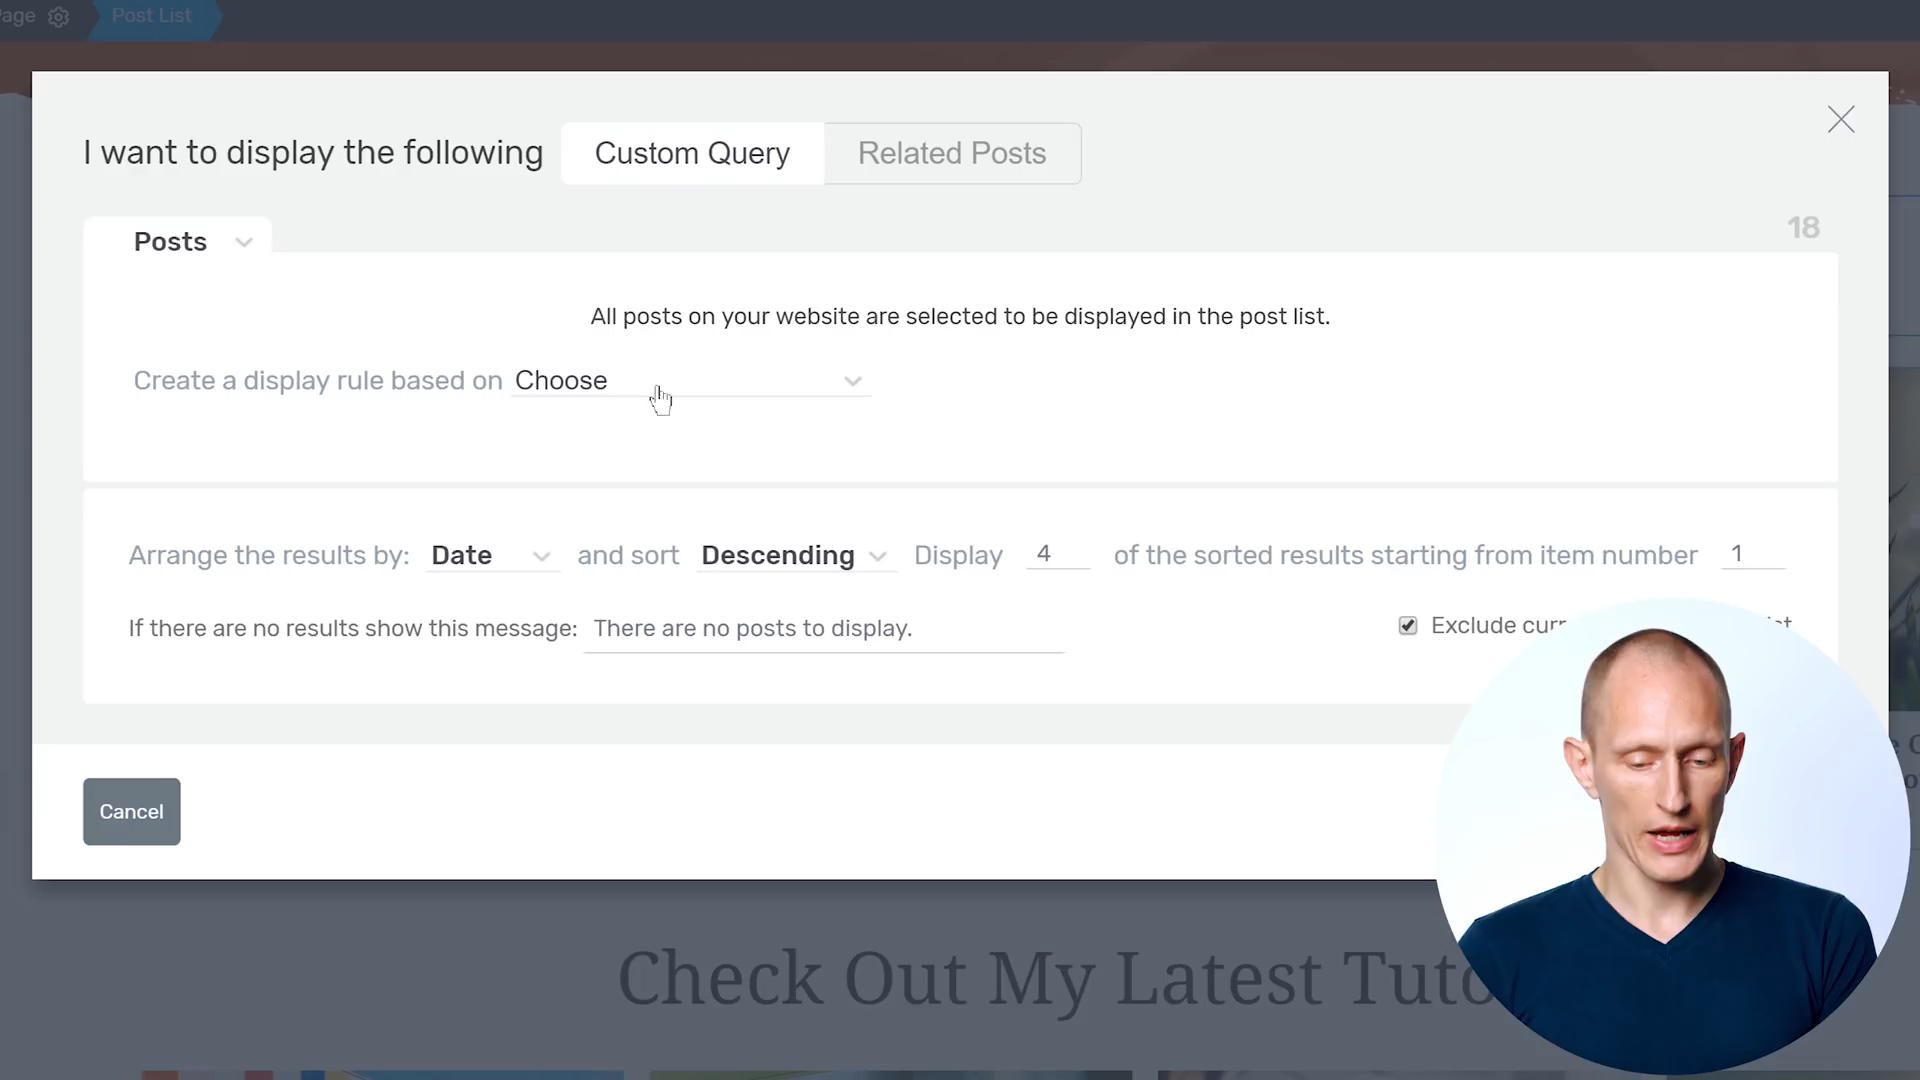 Page
Post List
I want to display the following Custom Query Related Posts
Posts
18
All posts on your website are selected to be displayed in the post list.
Create a display rule based on Choose
Arrange the results by: Date and sort Descending Display 4 of the sorted results starting from item number 1
If there are no results show this message: There are no posts to display.
Exclude
Cancel
Check Out My Latest